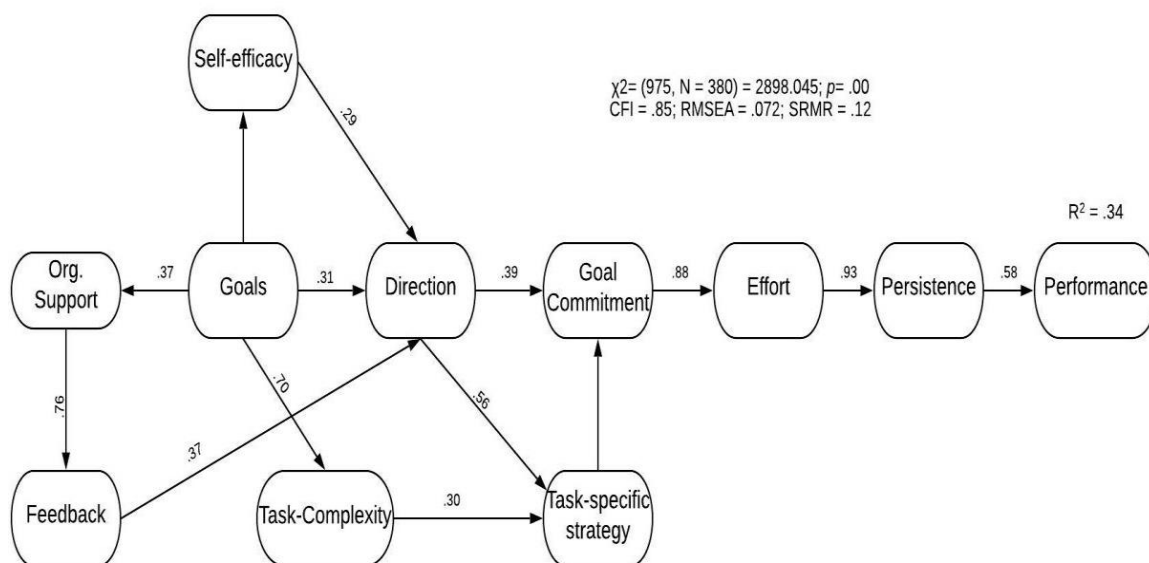 Self-efficacy
χ2= (975, N = 380) = 2898.045; p= .00
CFI = .85; RMSEA = .072; SRMR = .12
.29
R² = .34
Org.
Support
.37
Goals
.31
Direction
.39
Goal
Commitment
.88
Effort
.93
Persistence
.58
Performance
.76
.70
.37
.56
Feedback
Task-Complexity
.30
Task-specific
strategy